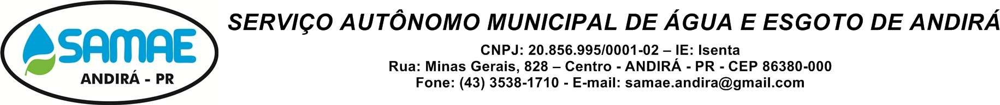 SAMAE
ANDIRÁ - PR
SERVIÇO AUTÔNOMO MUNICIPAL DE ÁGUA E ESGOTO DE ANDIRÁ
CNPJ: 20.856.995/0001-02 – IE: Isenta
Rua: Minas Gerais, 828 – Centro - ANDIRÁ - PR - CEP 86380-000
Fone: (43) 3538-1710 - E-mail: samae.andira@gmail.com